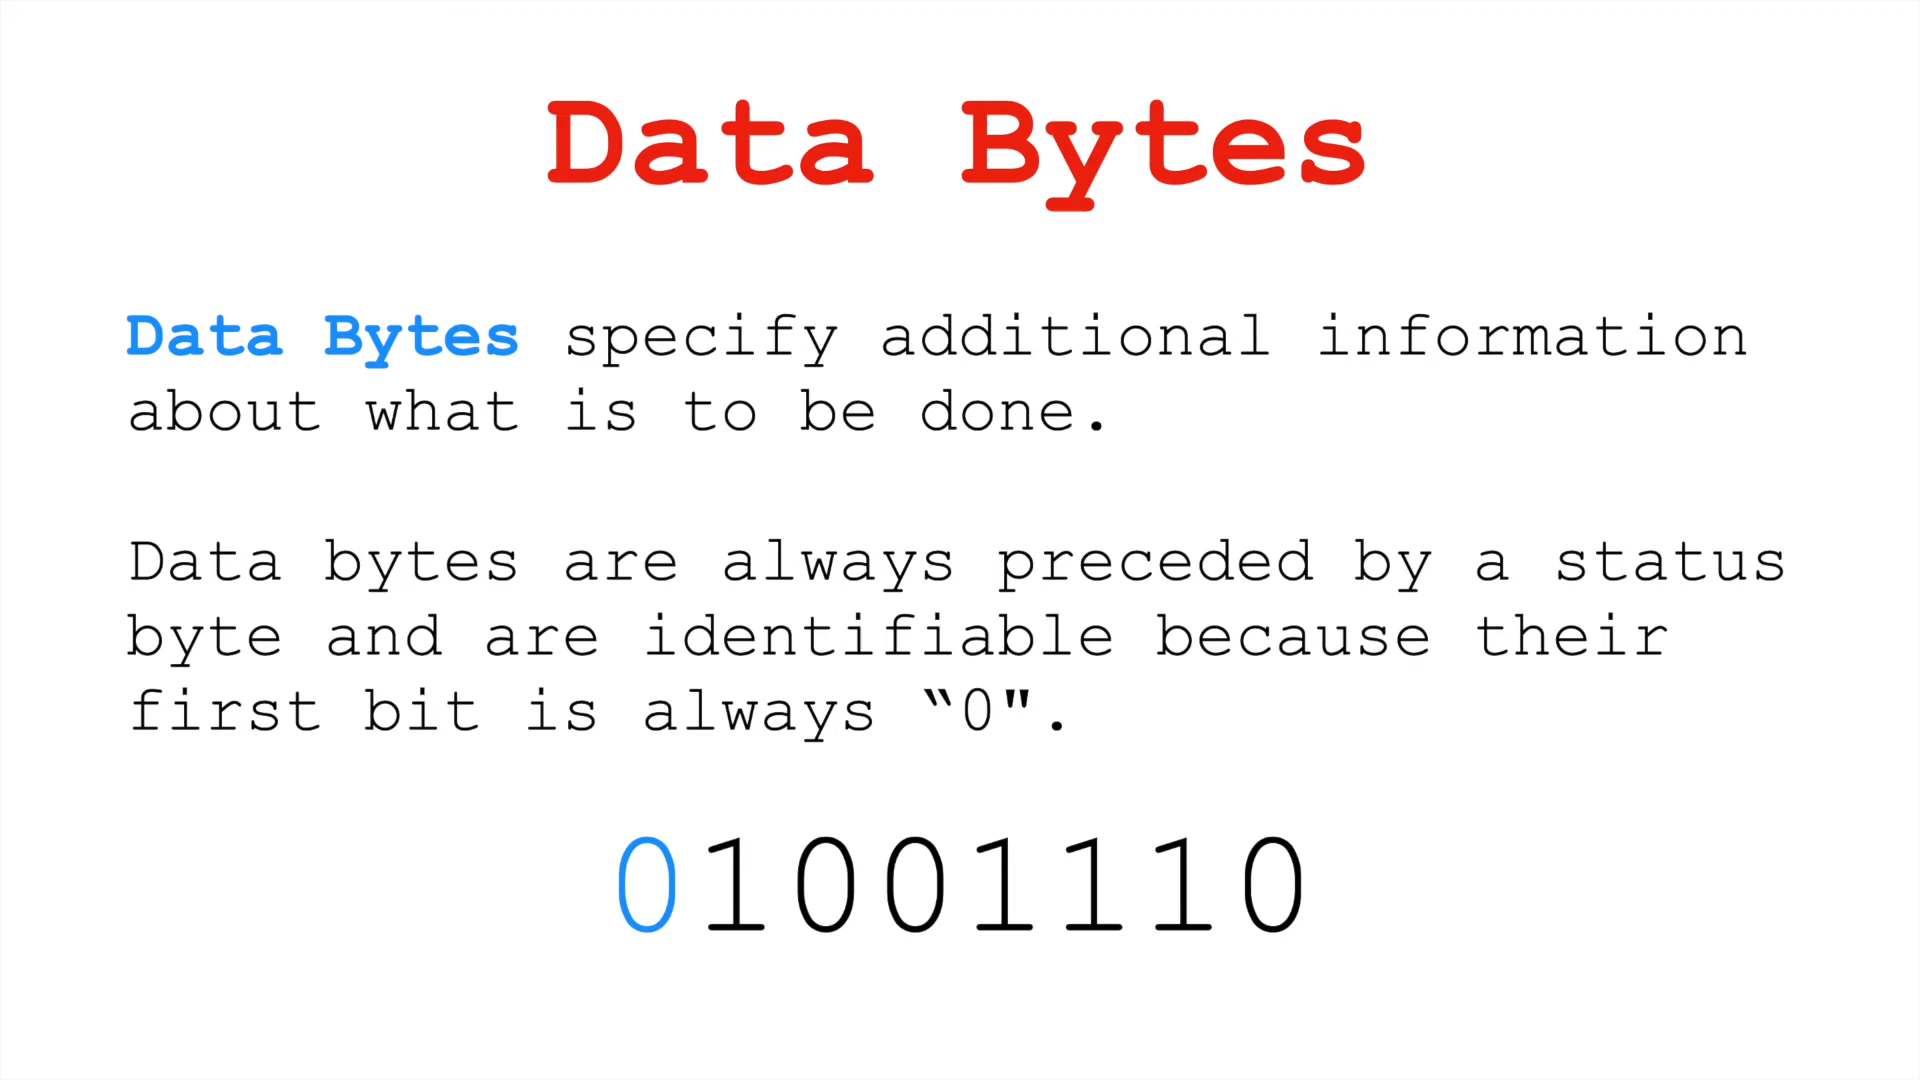 Data Bytes
Data Bytes specify additional information
about what is to be done.
Data bytes are always preceded by a status
byte and are identifiable because their
first bit is always “0".
01001110